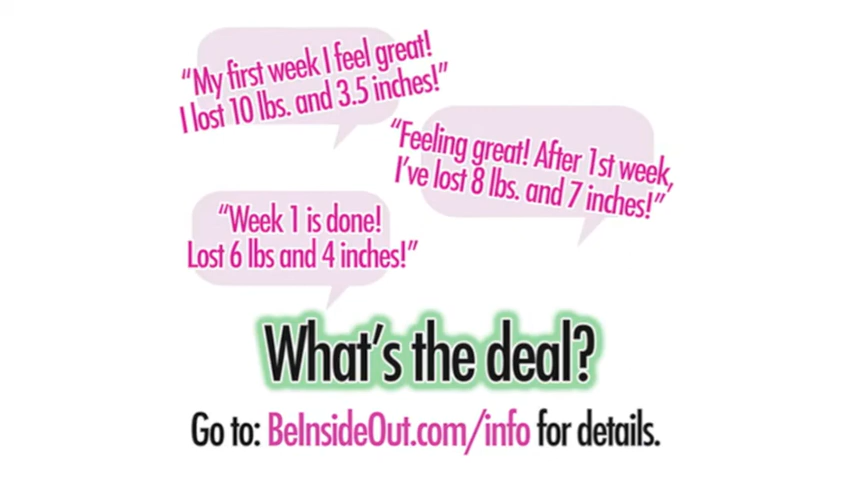 “My first week I feel great!
I lost 10 lbs. and 3.5 inches!”
“Feeling great! After 1st week,
I’ve lost 8 lbs. and 7 inches!”
“Week 1 is done!
Lost 6 lbs and 4 inches!”
What’s the deal?
Go to: BeInsideOut.com/info for details.